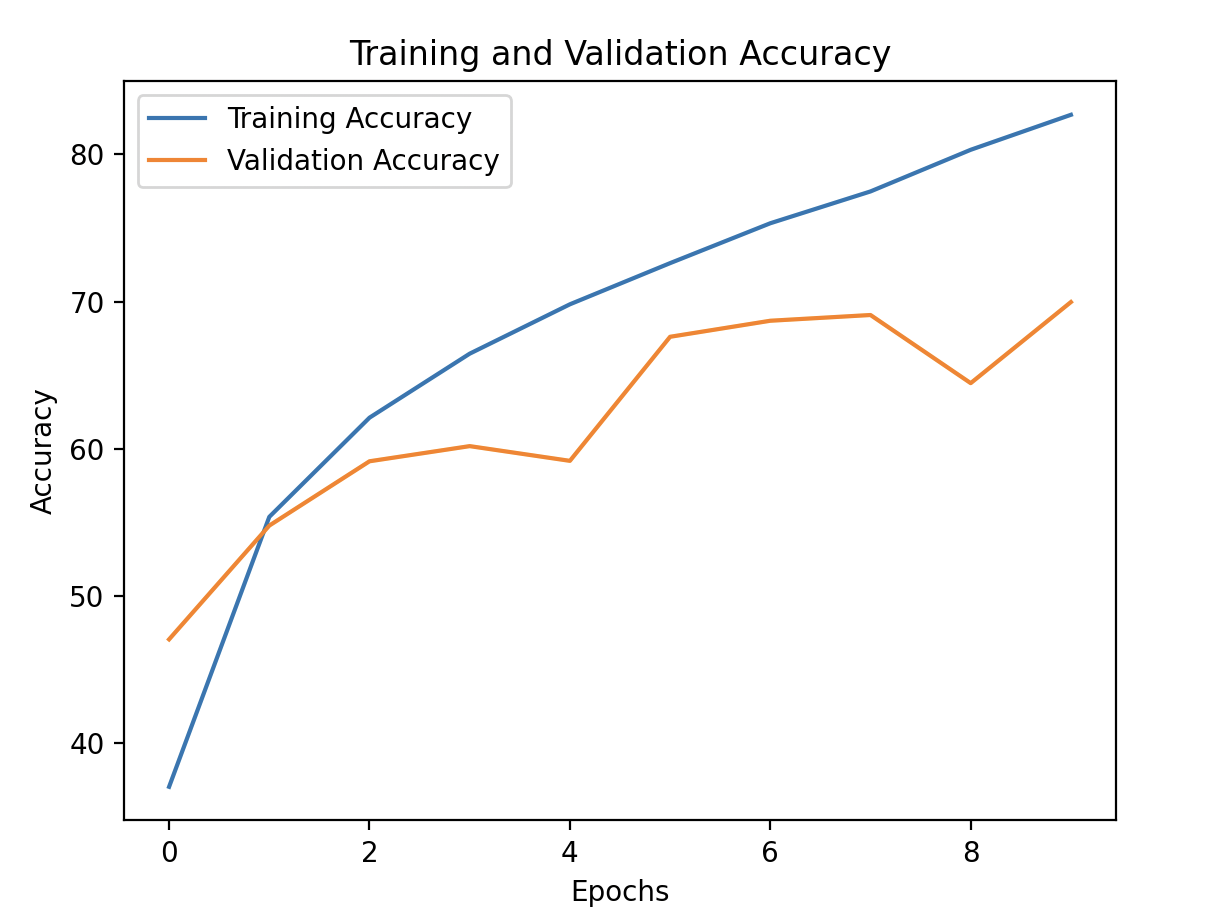 Training and Validation Accuracy
Training Accuracy
Validation Accuracy
80
70
60
50
40
Accuracy
0 2 4 6 8
Epochs